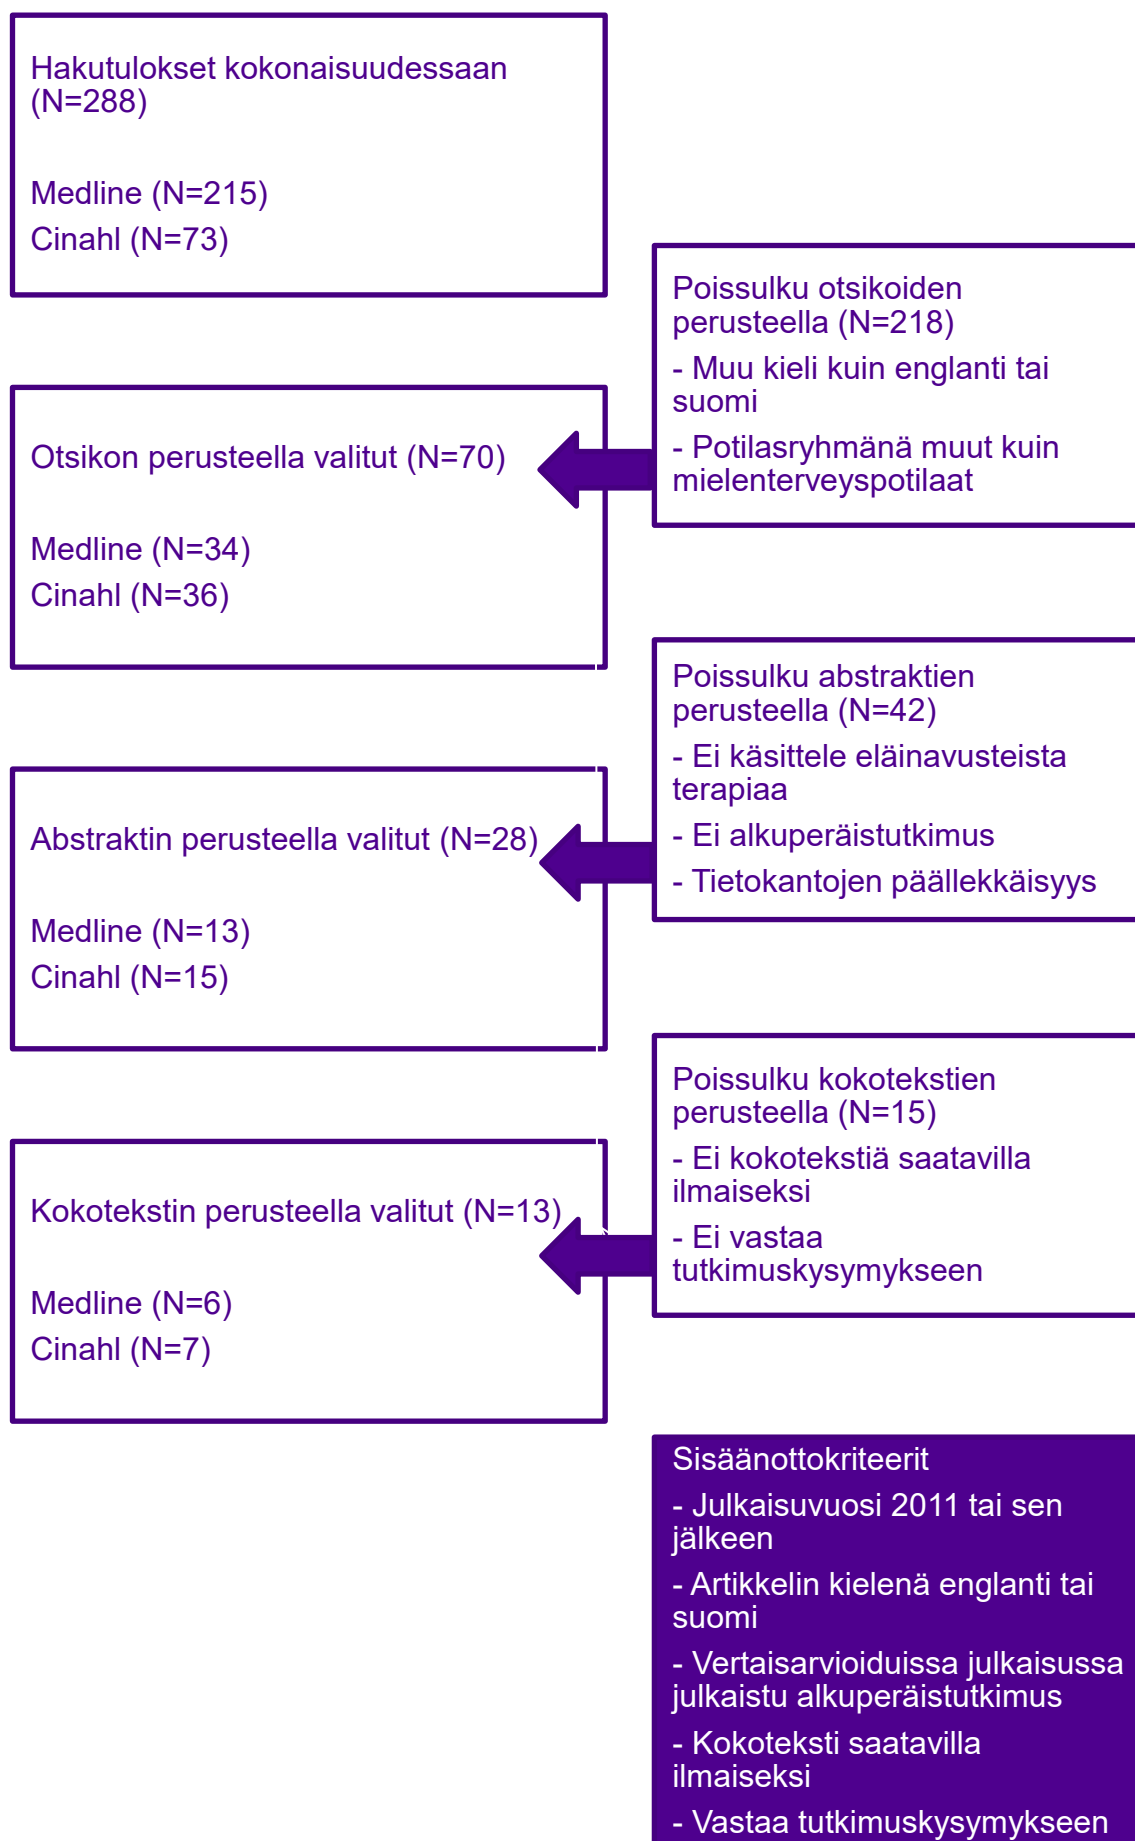 Hakutulokset kokonaisuudessaan
(N=288)
Medline (N=215)
Cinahl (N=73)
Poissulku otsikoiden
perusteella (N=218)
- Muu kieli kuin englanti tai
suomi
- Potilasryhmänä muut kuin
mielenterveyspotilaat
Otsikon perusteella valitut (N=70)
Medline (N=34)
Cinahl (N=36)
Poissulku abstraktien
perusteella (N=42)
- Ei käsittele eläinavusteista
terapiaa
- Ei alkuperäistutkimus
- Tietokantojen päällekkäisyys
Abstraktin perusteella valitut (N=28)
Medline (N=13)
Cinahl (N=15)
Poissulku kokotekstien
perusteella (N=15)
- Ei kokotekstiä saatavilla
ilmaiseksi
- Ei vastaa
tutkimuskysymykseen
Kokotekstin perusteella valitut (N=13)
Medline (N=6)
Cinahl (N=7)
Sisäänottokriteerit
- Julkaisuvuosi 2011 tai sen
jälkeen
- Artikkelin kielenä englanti tai
suomi
- Vertaisarvioiduissa julkaisussa
julkaistu alkuperäistutkimus
- Kokoteksti saatavilla
ilmaiseksi
- Vastaa tutkimuskysymykseen